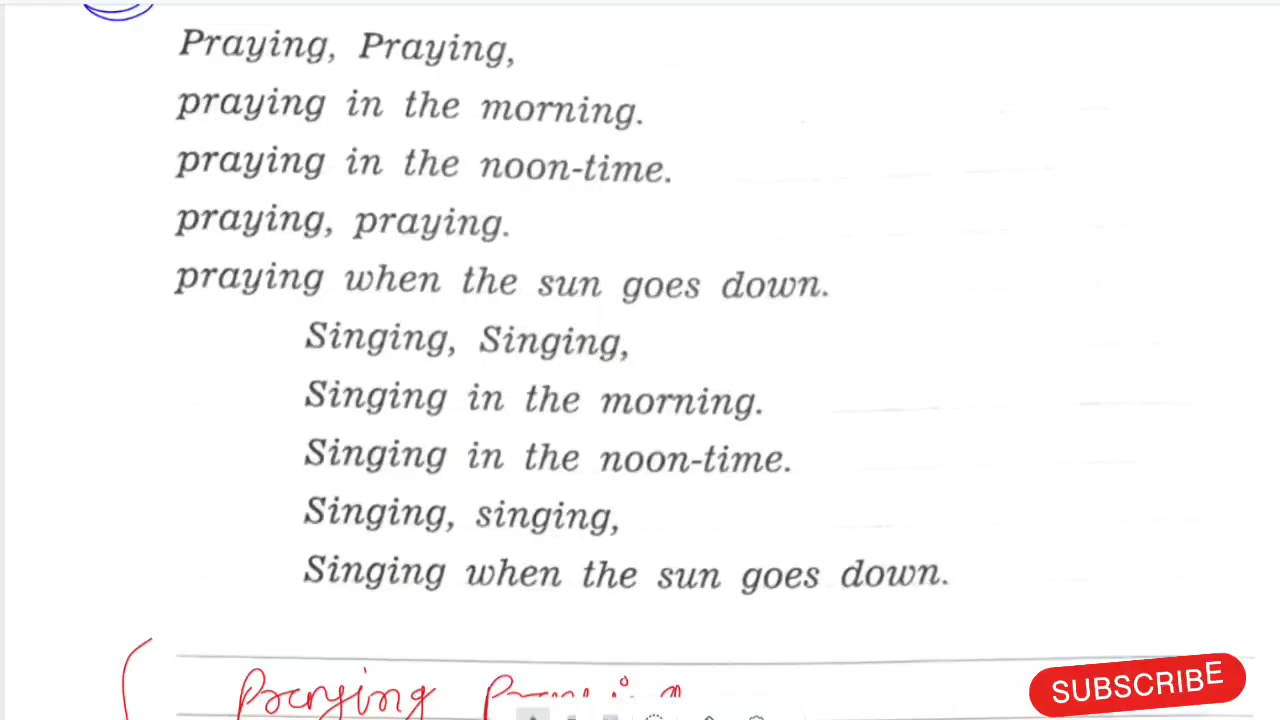 Praying, Praying,
praying in the morning.
praying in the noon-time.
praying, praying.
praying when the sun goes down.
Singing, Singing,
Singing in the morning.
Singing in the noon-time.
Singing, singing,
Singing when the sun goes down.
SUBSCRIBE